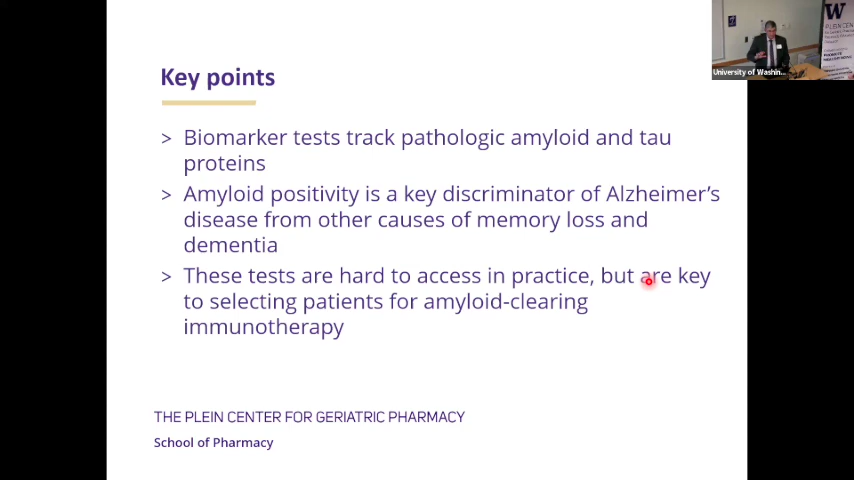 Key points
> Biomarker tests track pathologic amyloid and tau
proteins
> Amyloid positivity is a key discriminator of Alzheimer's
disease from other causes of memory loss and
dementia
> These tests are hard to access in practice, but are key
to selecting patients for amyloid-clearing
immunotherapy
THE PLEIN CENTER FOR GERIATRIC PHARMACY
School of Pharmacy
W
PLEIN CEN
University of Washin...